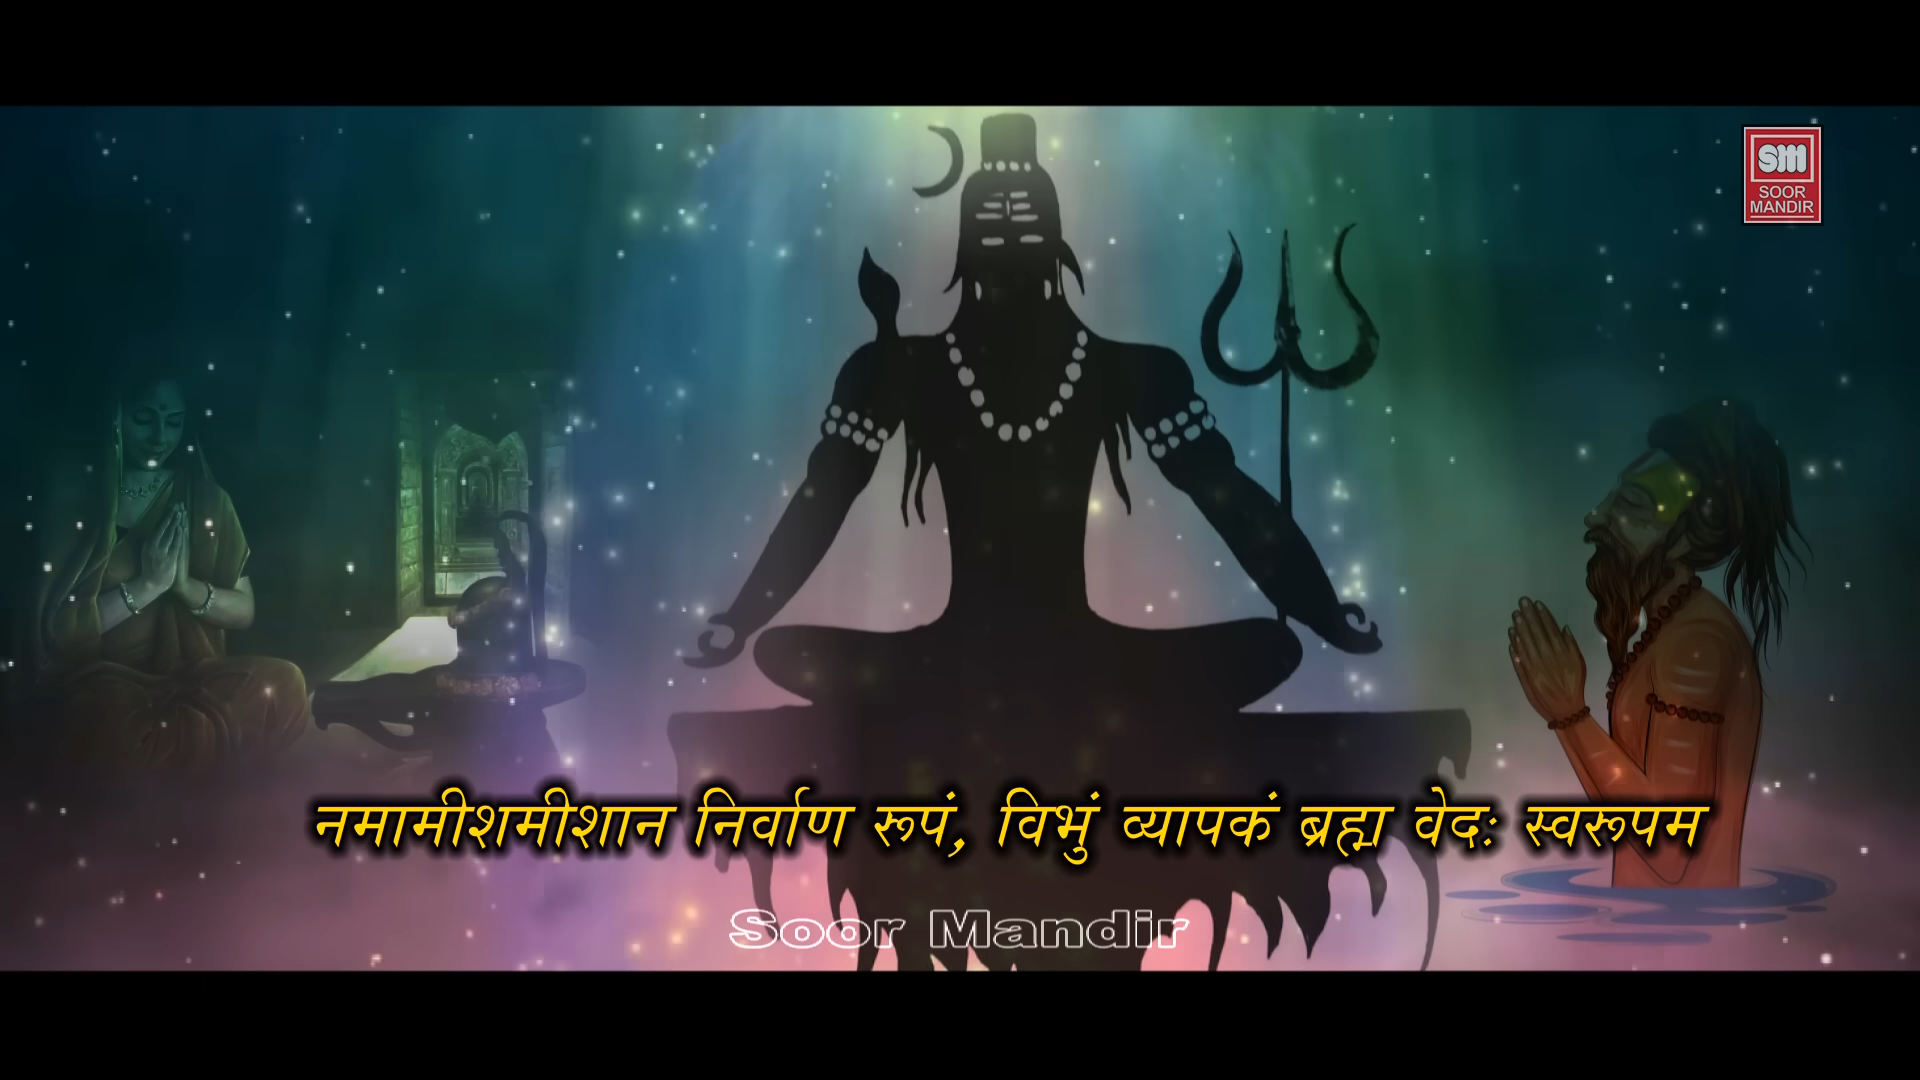 SM
SOOR
MANDIR
नमामीशमीशान निर्वाण रूपं, विभुं व्यापकं ब्रह्म वेदः स्वरूपम
Soor Mandir